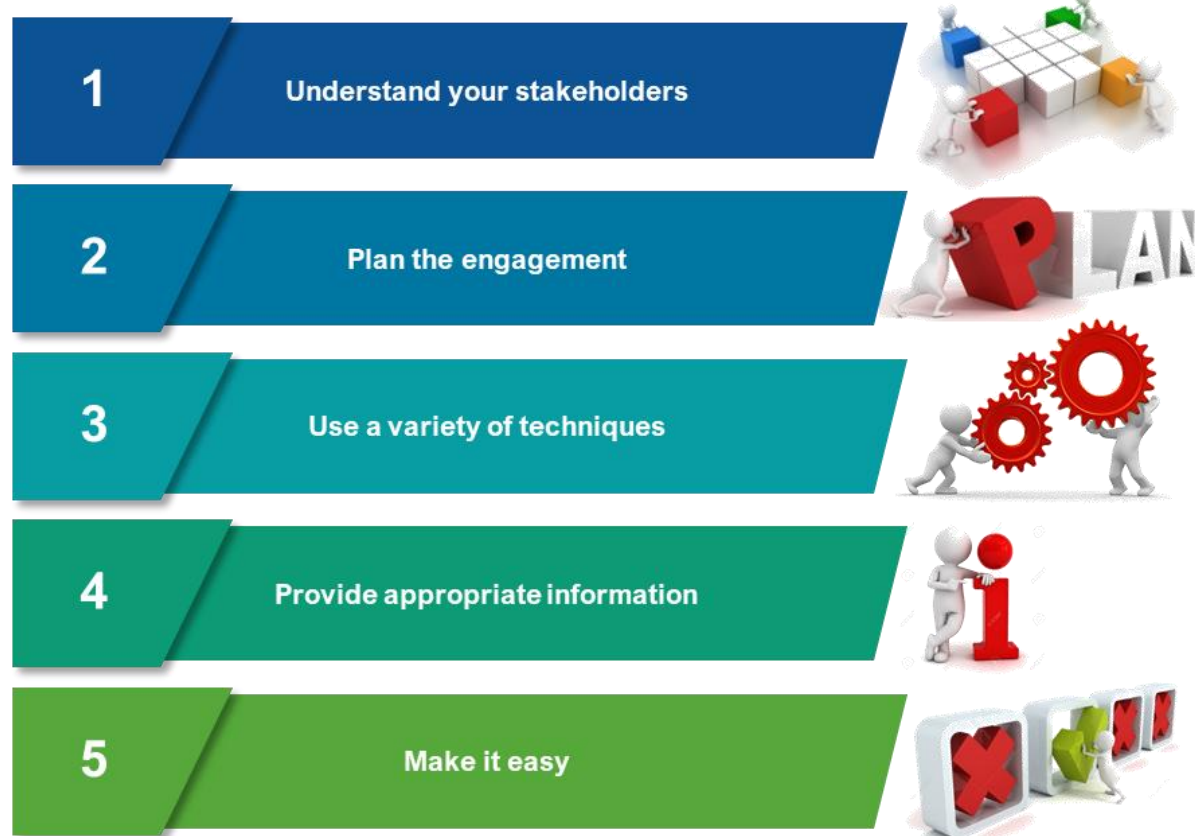 1
Understand your stakeholders
2
Plan the engagement
PLAN
3
Use a variety of techniques
4
Provide appropriate information
i
5
Make it easy